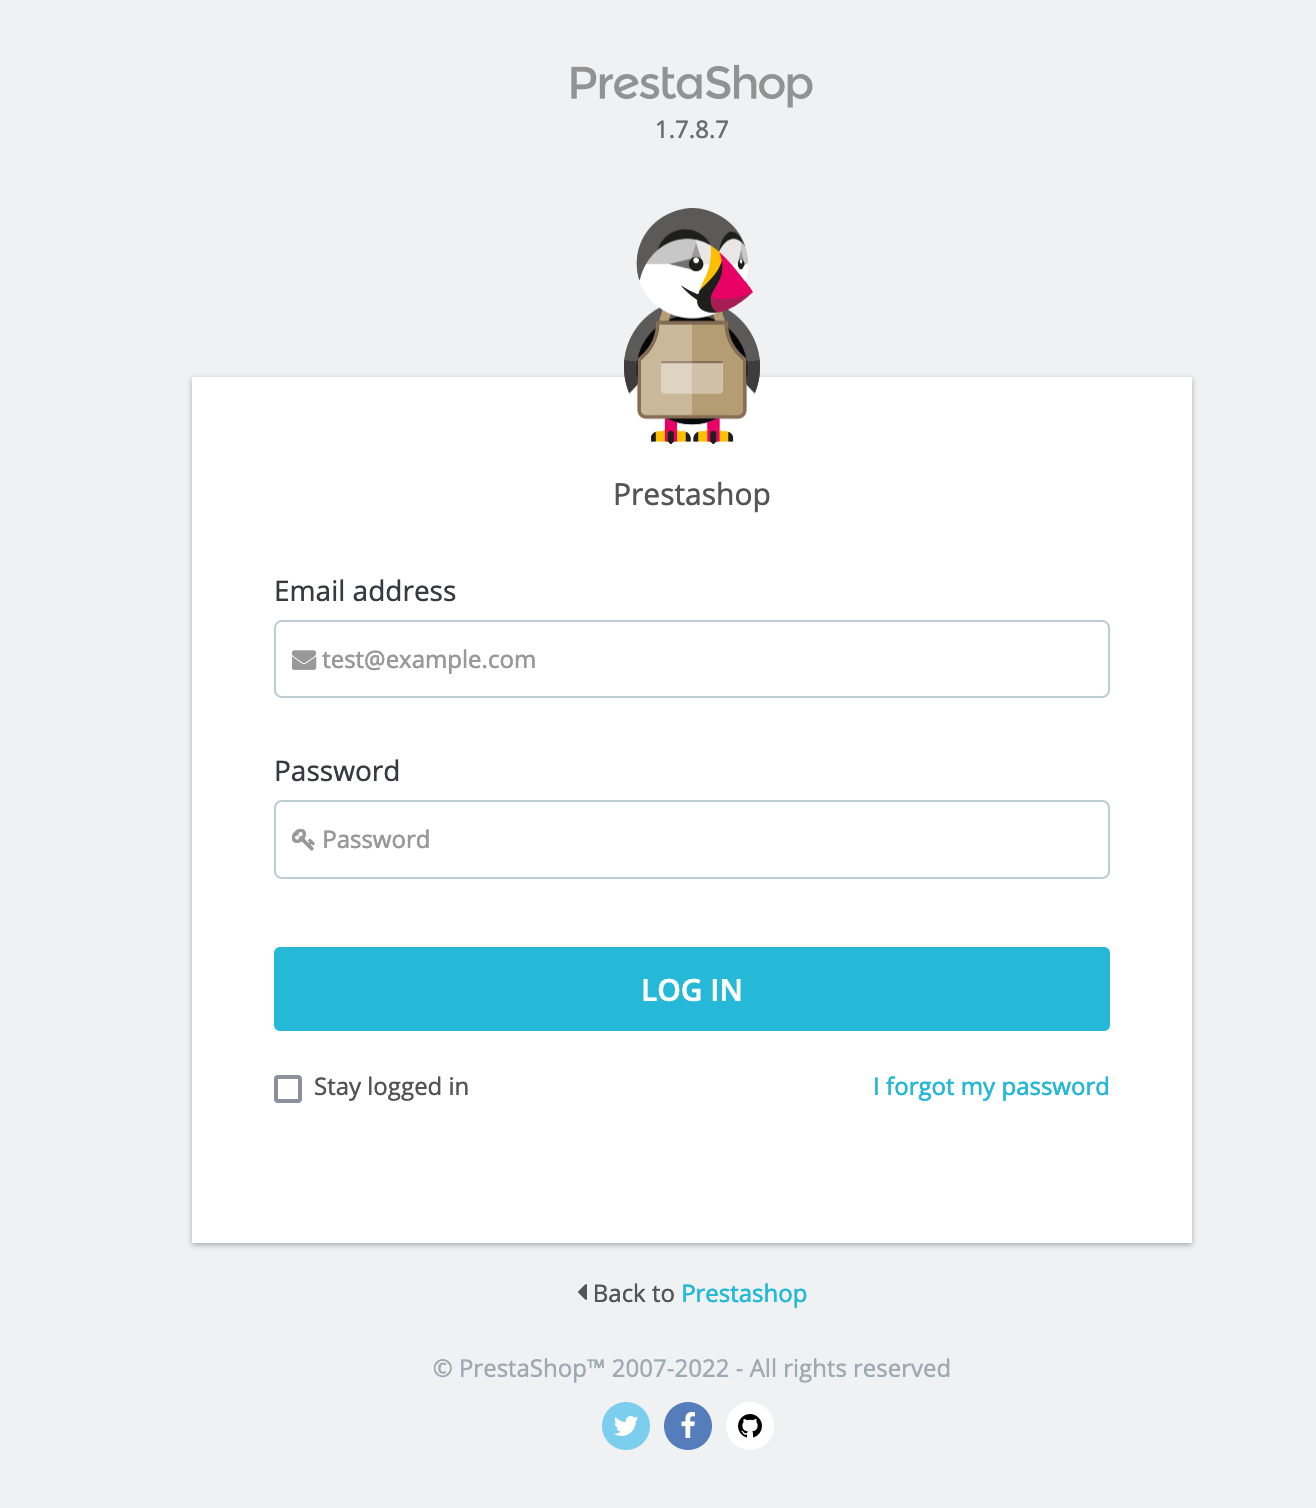 PrestaShop
1.7.8.7
Prestashop
Email address
test@example.com
Password
Password
LOG IN
Stay logged in
I forgot my password
Back to Prestashop
© PrestaShop™ 2007-2022 - All rights reserved